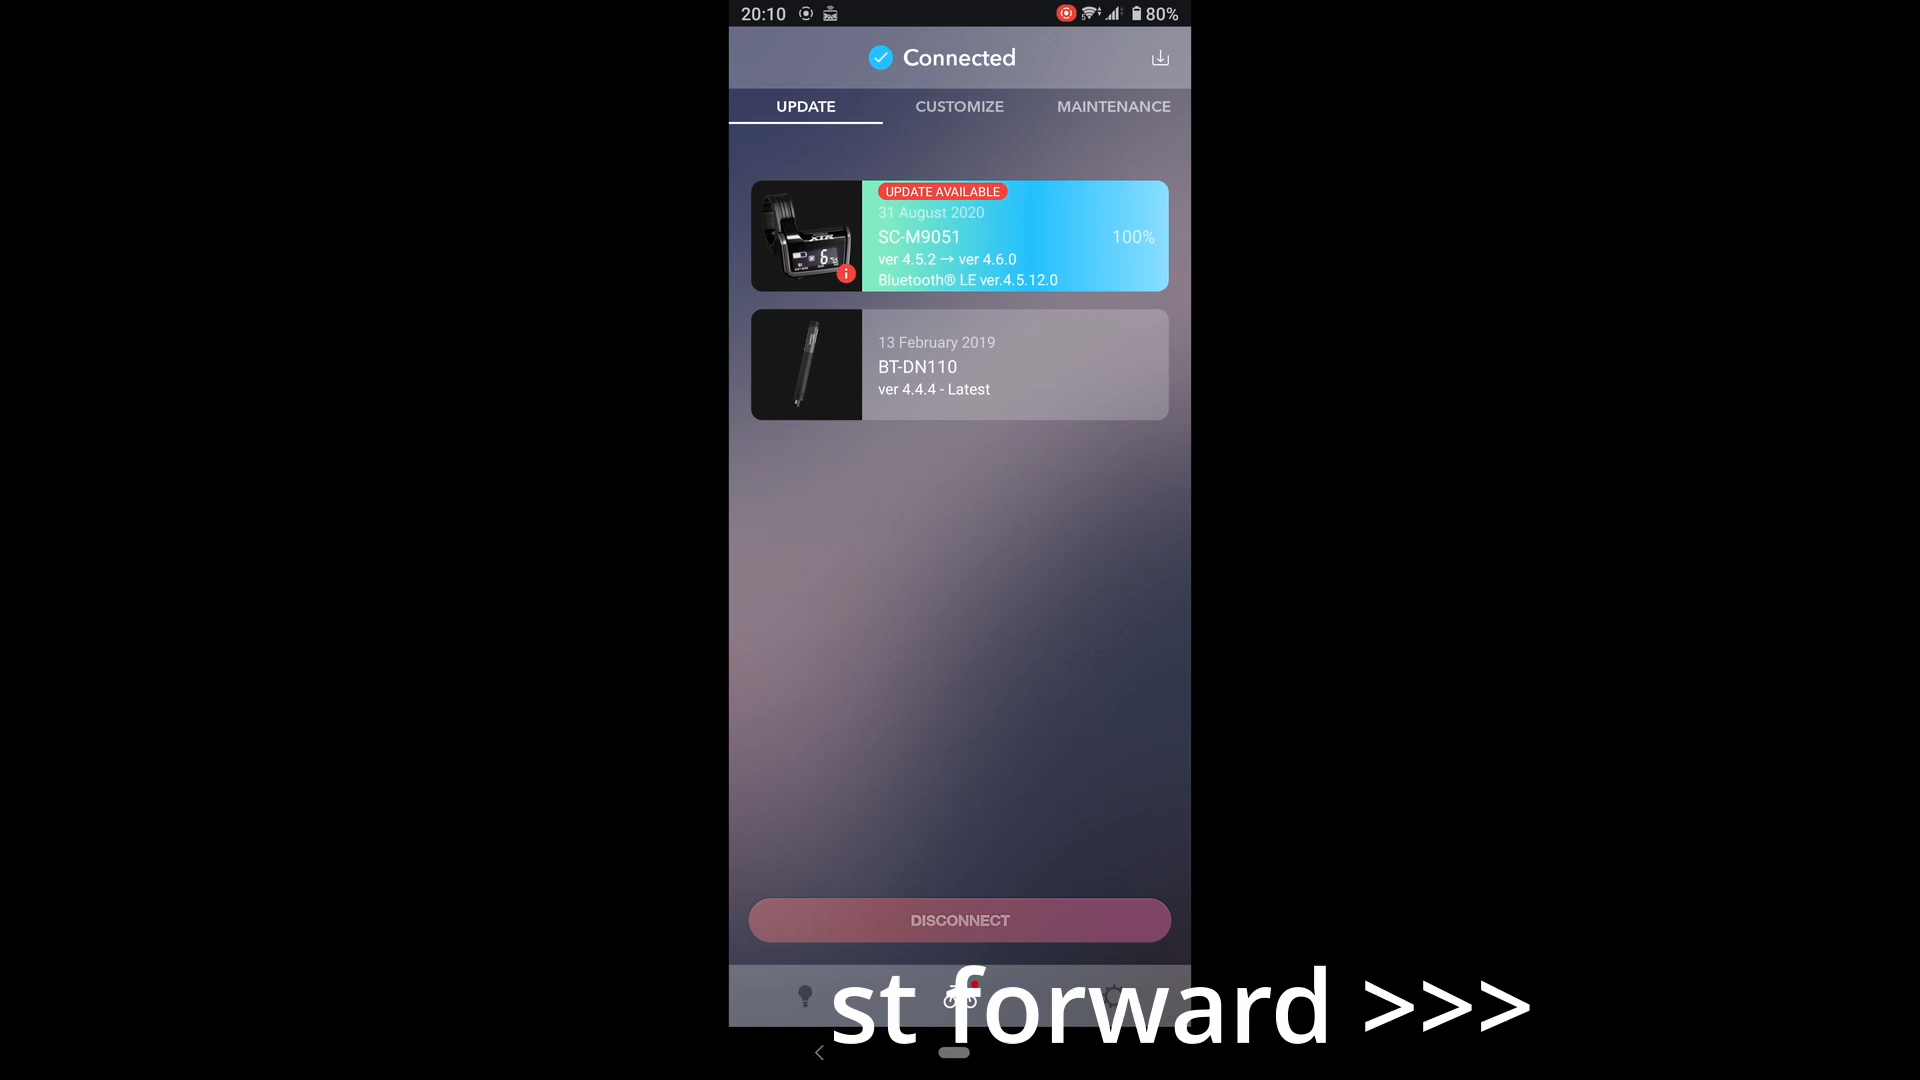 20:10
80%
Connected
UPDATE CUSTOMIZE MAINTENANCE
UPDATE AVAILABLE
31 August 2020
SC-M9051 100%
ver 4.5.2 → ver 4.6.0
Bluetooth® LE ver.4.5.12.0
XTR
6
13 February 2019
BT-DN110
ver 4.4.4 - Latest
DISCONNECT
st forward >>>